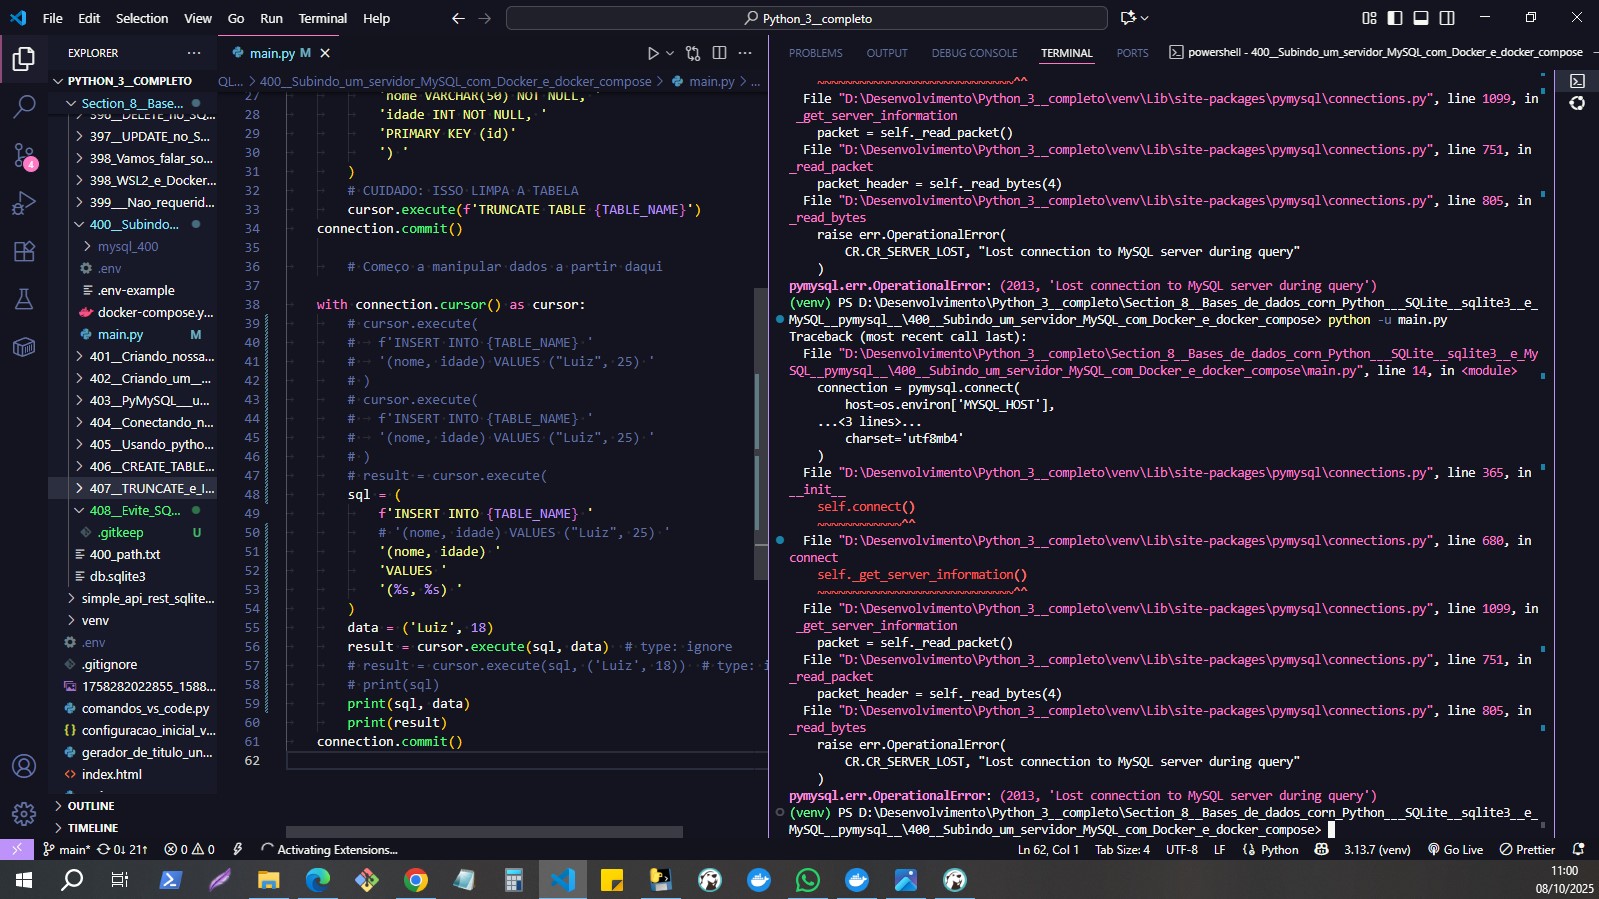 File Edit Selection View Go Run Terminal Help
Python_3__completo
EXPLORER
PYTHON_3__COMPLETO
Section_8__Base...
396__DELETE_no_SQ...
397__UPDATE_no_S...
398_Vamos_falar_so...
398_WSL2_e_Docker...
399___Nao_requerid...
400__Subindo...
mysql_400
.env
.env-example
docker-compose.y...
main.py M
401__Criando_nossa...
402__Criando_um__...
403__PyMySQL___u...
404__Conectando_n...
405__Usando_pytho...
406__CREATE_TABLE...
407__TRUNCATE_e_I...
408__Evite_SQ...
.gitkeep U
400_path.txt
db.sqlite3
simple_api_rest_sqlite...
venv
.env
.gitignore
1758282022855_1588...
comandos_vs_code.py
configuracao_inicial_v...
gerador_de_titulo_un...
index.html
OUTLINE
TIMELINE
4
main.py M
QL... > 400__Subindo_um_servidor_MySQL_com_Docker_e_docker_compose > main.py > ...
27 'nome VARCHAR(50) NOT NULL, '
28 'idade INT NOT NULL, '
29 'PRIMARY KEY (id)'
30 ') '
31 )
32 # CUIDADO: ISSO LIMPA A TABELA
33 cursor.execute(f'TRUNCATE TABLE {TABLE_NAME}')
34 connection.commit()
35
36 # Começo a manipular dados a partir daqui
37
38 with connection.cursor() as cursor:
39 # cursor.execute(
40 # f'INSERT INTO {TABLE_NAME} '
41 # '(nome, idade) VALUES ("Luiz", 25) '
42 # )
43 # cursor.execute(
44 # f'INSERT INTO {TABLE_NAME} '
45 # '(nome, idade) VALUES ("Luiz", 25) '
46 # )
47 # result = cursor.execute(
48 sql = (
49 f'INSERT INTO {TABLE_NAME} '
50 # '(nome, idade) VALUES ("Luiz", 25) '
51 '(nome, idade) '
52 'VALUES '
53 '(%s, %s) '
54 )
55 data = ('Luiz', 18)
56 result = cursor.execute(sql, data) # type: ignore
57 # result = cursor.execute(sql, ('Luiz', 18)) # type: i
58 # print(sql)
59 print(sql, data)
60 print(result)
61 connection.commit()
62
PROBLEMS OUTPUT DEBUG CONSOLE TERMINAL PORTS powershell - 400__Subindo_um_servidor_MySQL_com_Docker_e_docker_compose
~~~~~~~~~~~~~~~~~~~~~~~~~~~~^^
File "D:\Desenvolvimento\Python_3__completo\venv\Lib\site-packages\pymysql\connections.py", line 1099, in
_get_server_information
packet = self._read_packet()
File "D:\Desenvolvimento\Python_3__completo\venv\Lib\site-packages\pymysql\connections.py", line 751, in
_read_packet
packet_header = self._read_bytes(4)
File "D:\Desenvolvimento\Python_3__completo\venv\Lib\site-packages\pymysql\connections.py", line 805, in
_read_bytes
raise err.OperationalError(
CR.CR_SERVER_LOST, "Lost connection to MySQL server during query"
)
pymysql.err.OperationalError: (2013, 'Lost connection to MySQL server during query')
(venv) PS D:\Desenvolvimento\Python_3__completo\Section_8__Bases_de_dados_corn_Python___SQLite__sqlite3__e_
MySQL__pymysql__\400__Subindo_um_servidor_MySQL_com_Docker_e_docker_compose> python -u main.py
Traceback (most recent call last):
File "D:\Desenvolvimento\Python_3__completo\Section_8__Bases_de_dados_corn_Python___SQLite__sqlite3__e_My
SQL__pymysql__\400__Subindo_um_servidor_MySQL_com_Docker_e_docker_compose\main.py", line 14, in <module>
connection = pymysql.connect(
host=os.environ['MYSQL_HOST'],
...<3 lines>...
charset='utf8mb4'
)
File "D:\Desenvolvimento\Python_3__completo\venv\Lib\site-packages\pymysql\connections.py", line 365, in
__init__
self.connect()
~~~~~~~~~~~~^^
File "D:\Desenvolvimento\Python_3__completo\venv\Lib\site-packages\pymysql\connections.py", line 680, in
connect
self._get_server_information()
~~~~~~~~~~~~~~~~~~~~~~~~~~~~^^
File "D:\Desenvolvimento\Python_3__completo\venv\Lib\site-packages\pymysql\connections.py", line 1099, in
_get_server_information
packet = self._read_packet()
File "D:\Desenvolvimento\Python_3__completo\venv\Lib\site-packages\pymysql\connections.py", line 751, in
_read_packet
packet_header = self._read_bytes(4)
File "D:\Desenvolvimento\Python_3__completo\venv\Lib\site-packages\pymysql\connections.py", line 805, in
_read_bytes
raise err.OperationalError(
CR.CR_SERVER_LOST, "Lost connection to MySQL server during query"
)
pymysql.err.OperationalError: (2013, 'Lost connection to MySQL server during query')
(venv) PS D:\Desenvolvimento\Python_3__completo\Section_8__Bases_de_dados_corn_Python___SQLite__sqlite3__e_
MySQL__pymysql__\400__Subindo_um_servidor_MySQL_com_Docker_e_docker_compose>
main* 0↓ 21↑ 0 0 Activating Extensions... Ln 62, Col 1 Tab Size: 4 UTF-8 LF Python 3.13.7 (venv) Go Live Prettier
11:00
08/10/2025